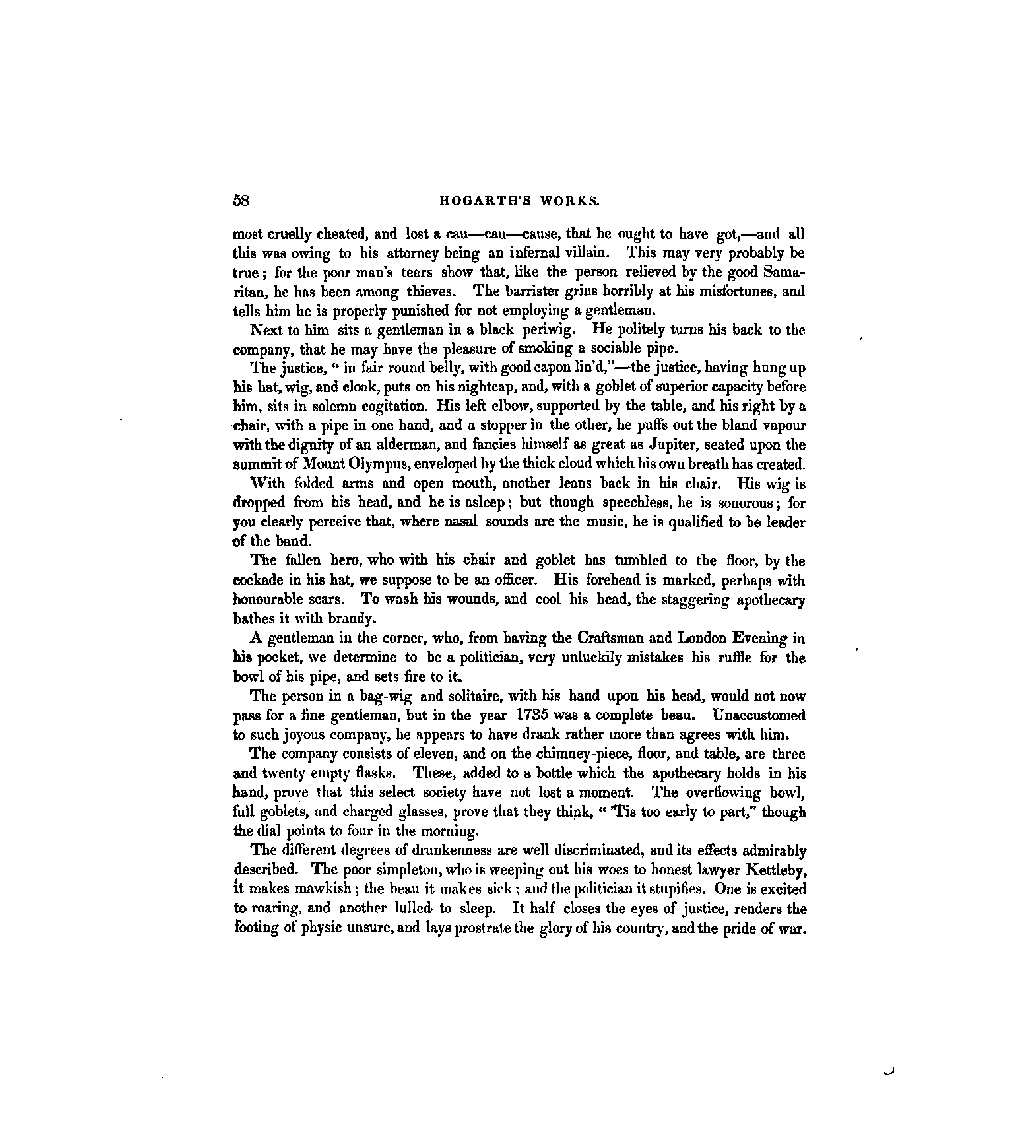 58 HOGARTH'S WORKS.
most cruelly cheated, and lost a cau—cau—cause, that he ought to have got,—and all
this was owing to his attorney being an infernal villain. This may very probably be
true; for the poor man's tears show that, like the person relieved by the good Sama-
ritan, he has been among thieves. The barrister grins horribly at his misfortunes, and
tells him he is properly punished for not employing a gentleman.
Next to him sits a gentleman in a black periwig. He politely turns his back to the
company, that he may have the pleasure of smoking a sociable pipe.
The justice, " in fair round belly, with good capon lin'd,"—the justice, having hung up
his hat, wig, and cloak, puts on his nightcap, and, with a goblet of superior capacity before
him, sits in solemn cogitation. His left elbow, supported by the table, and his right by a
chair, with a pipe in one hand, and a stopper in the other, he puffs out the bland vapour
with the dignity of an alderman, and fancies himself as great as Jupiter, seated upon the
summit of Mount Olympus, enveloped by the thick cloud which his own breath has created.
With folded arms and open mouth, another leans back in his chair. His wig is
dropped from his head, and he is asleep; but though speechless, he is sonorous; for
you clearly perceive that, where nasal sounds are the music, he is qualified to be leader
of the band.
The fallen hero, who with his chair and goblet has tumbled to the floor, by the
cockade in his hat, we suppose to be an officer. His forehead is marked, perhaps with
honourable scars. To wash his wounds, and cool his head, the staggering apothecary
bathes it with brandy.
A gentleman in the corner, who, from having the Craftsman and London Evening in
his pocket, we determine to be a politician, very unluckily mistakes his ruffle for the
bowl of his pipe, and sets fire to it.
The person in a bag-wig and solitaire, with his hand upon his head, would not now
pass for a fine gentleman, but in the year 1735 was a complete beau. Unaccustomed
to such joyous company, he appears to have drank rather more than agrees with him.
The company consists of eleven, and on the chimney-piece, floor, and table, are three
and twenty empty flasks. These, added to a bottle which the apothecary holds in his
hand, prove that this select society have not lost a moment. The overflowing bowl,
full goblets, and charged glasses, prove that they think, " 'Tis too early to part," though
the dial points to four in the morning.
The different degrees of drunkenness are well discriminated, and its effects admirably
described. The poor simpleton, who is weeping out his woes to honest lawyer Kettleby,
it makes mawkish; the beau it makes sick; and the politician it stupifies. One is excited
to roaring, and another lulled to sleep. It half closes the eyes of justice, renders the
footing of physic unsure, and lays prostrate the glory of his country, and the pride of war.